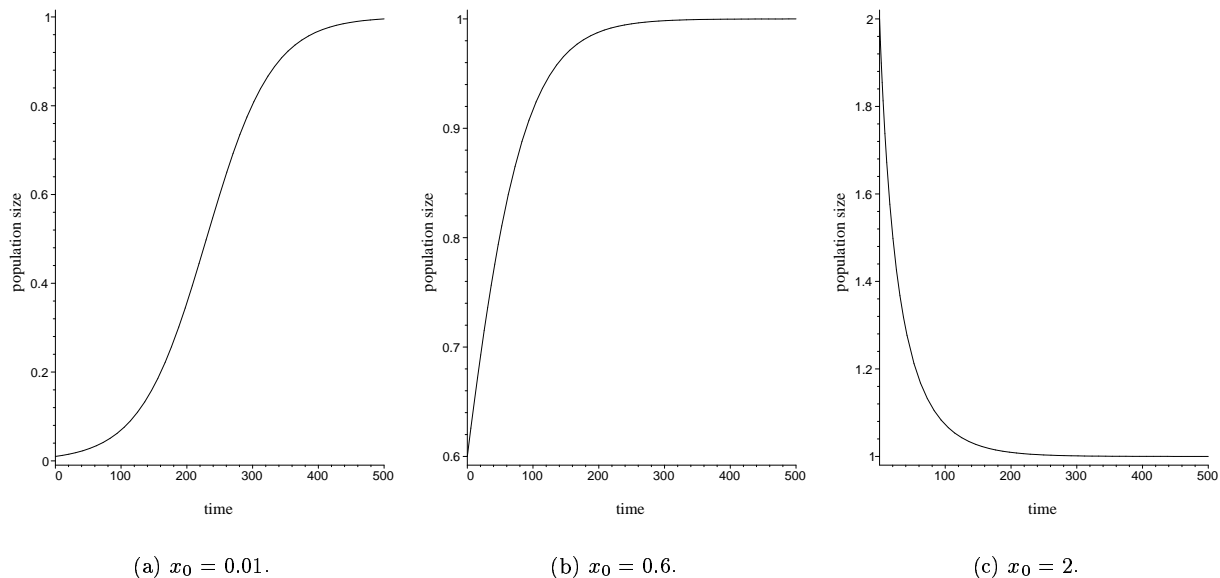 1
0.8
0.6
0.4
0.2
0
population size
0 100 200 300 400 500
time
(a) x₀ = 0.01.
1
0.9
0.8
0.7
0.6
population size
0 100 200 300 400 500
time
(b) x₀ = 0.6.
2
1.8
1.6
1.4
1.2
1
population size
100 200 300 400 500
time
(c) x₀ = 2.